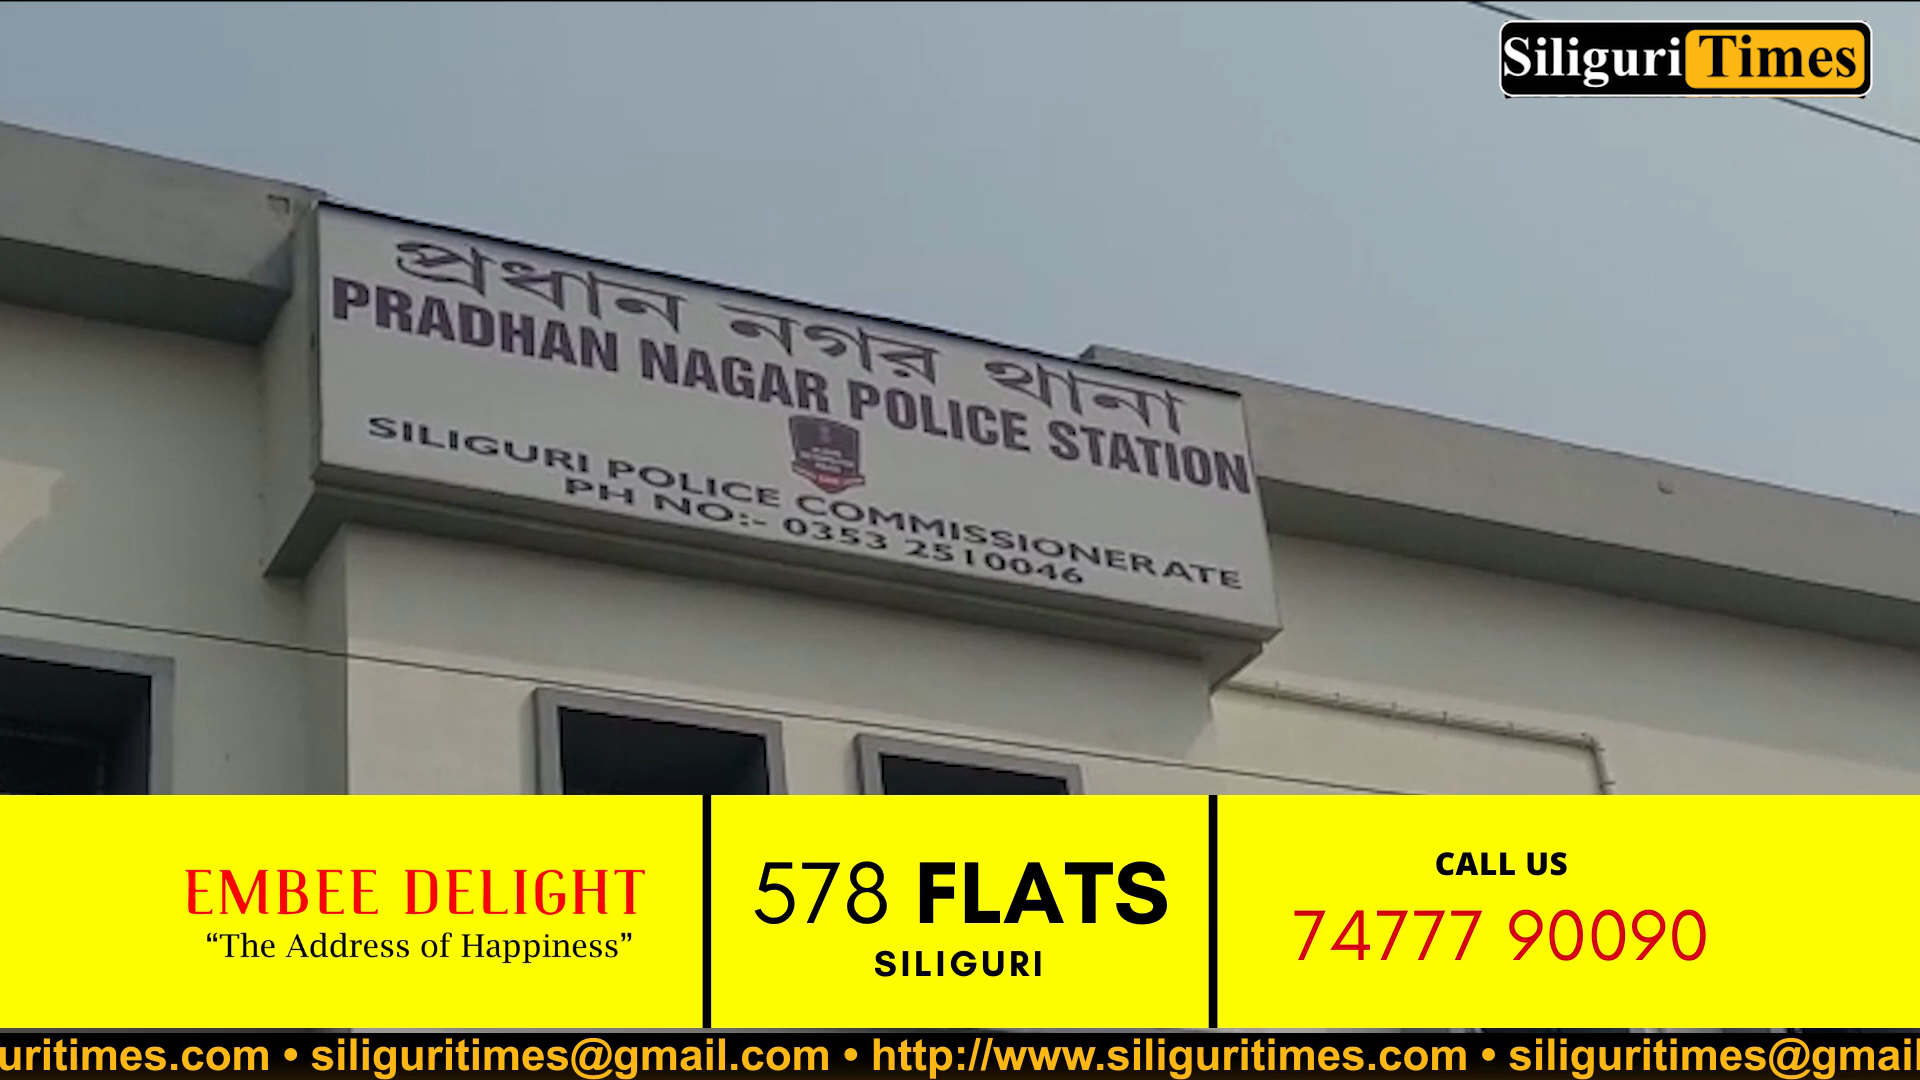 Siliguri Times
প্রধান নগর থানা
PRADHAN NAGAR POLICE STATION
SILIGURI POLICE COMMISSIONERATE
PH NO:- 0353 2510046
EMBEE DELIGHT
“The Address of Happiness”
578 FLATS
SILIGURI
CALL US
74777 90090
uritimes.com • siliguritimes@gmail.com • http://www.siliguritimes.com • siliguritimes@gmail